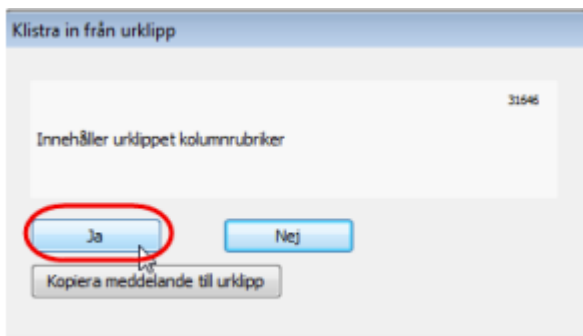 Klistra in från urklipp
31646
Innehåller urklippet kolumnrubriker
Ja
Nej
Kopiera meddelande till urklipp